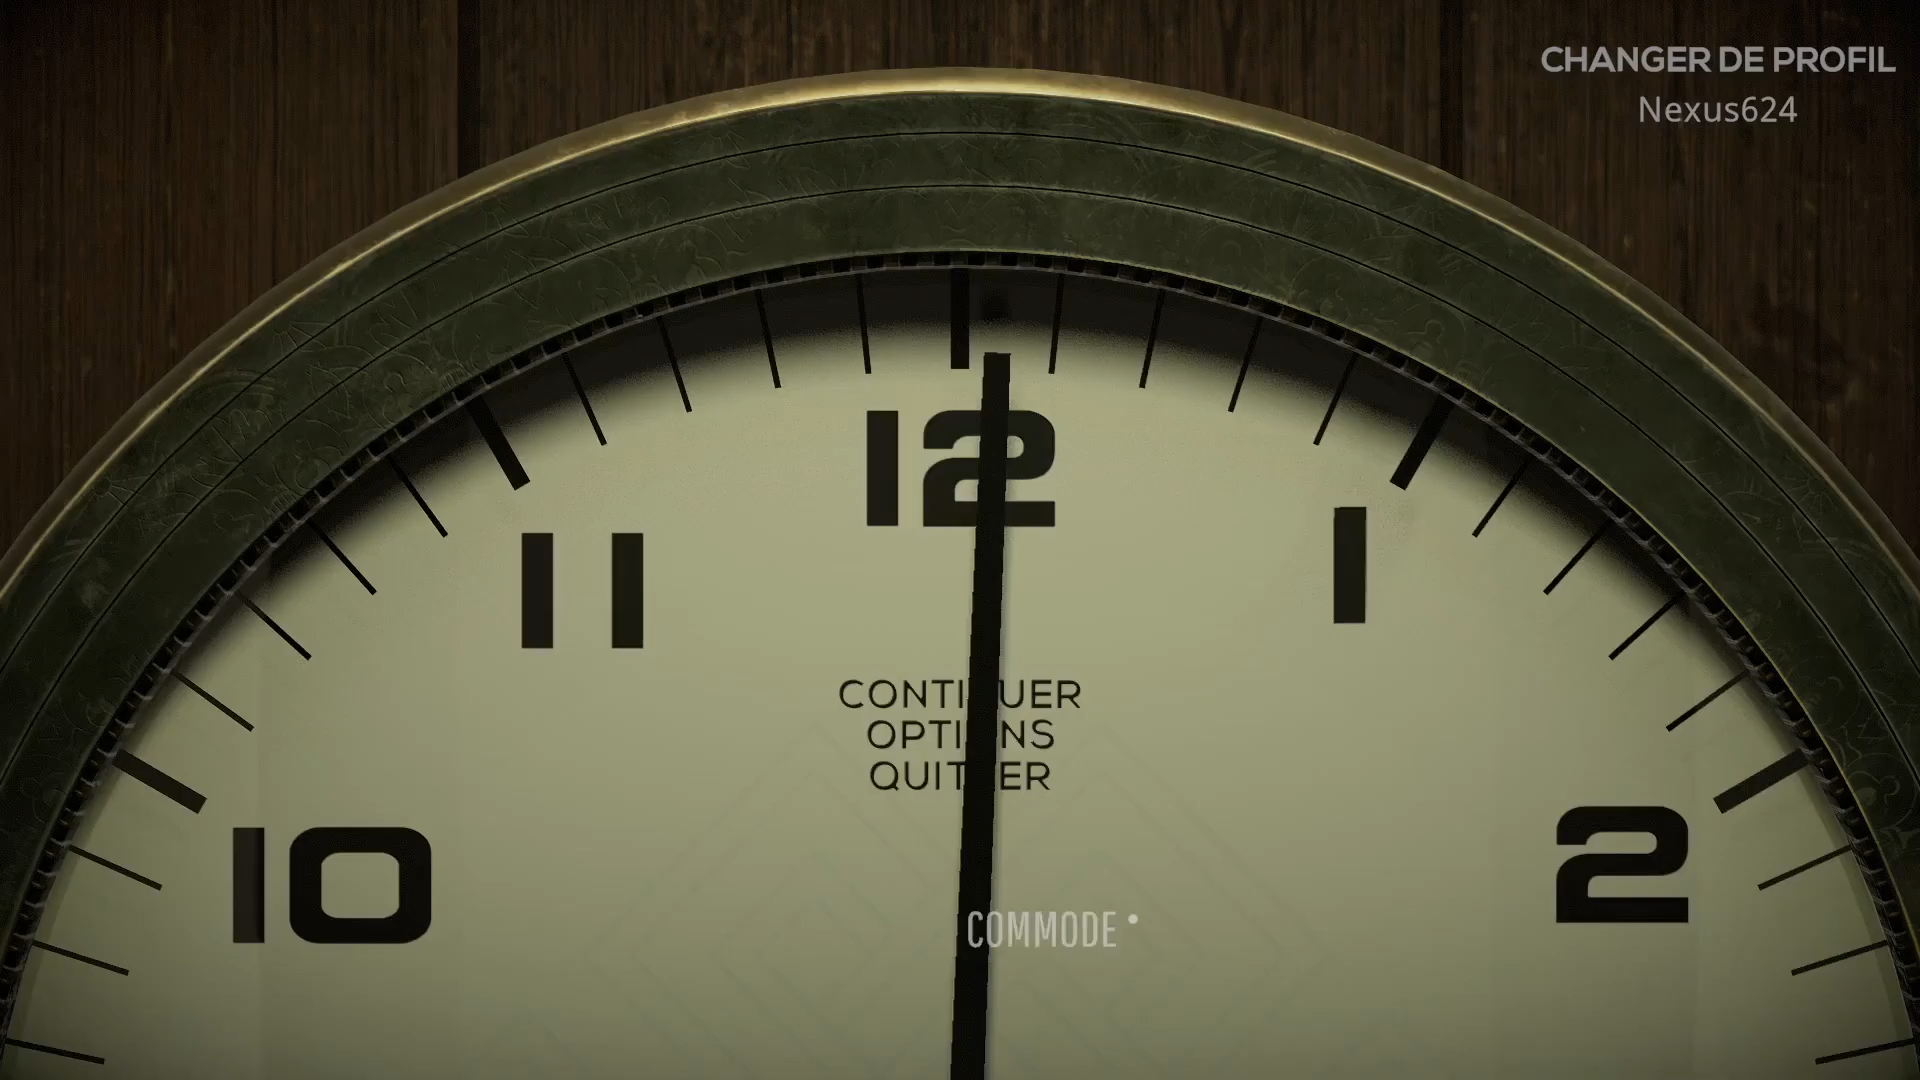 CHANGER DE PROFIL
Nexus624
12
11
1
CONTINUER
OPTIONS
QUITTER
10
2
COMMODE